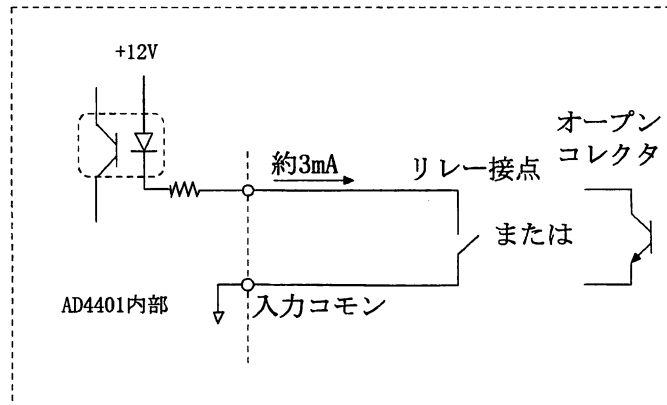 +12V
オープン
コレクタ
約3mA
リレー接点
または
AD4401内部
入力コモン